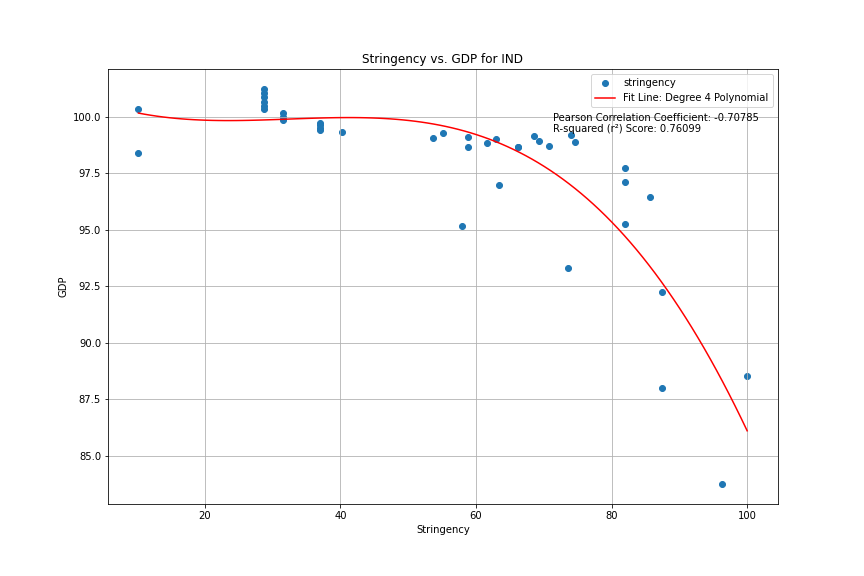 Stringency vs. GDP for IND
stringency
Fit Line: Degree 4 Polynomial
Pearson Correlation Coefficient: -0.70785
R-squared (r²) Score: 0.76099
100.0
97.5
95.0
92.5
90.0
87.5
85.0
GDP
20 40 60 80 100
Stringency